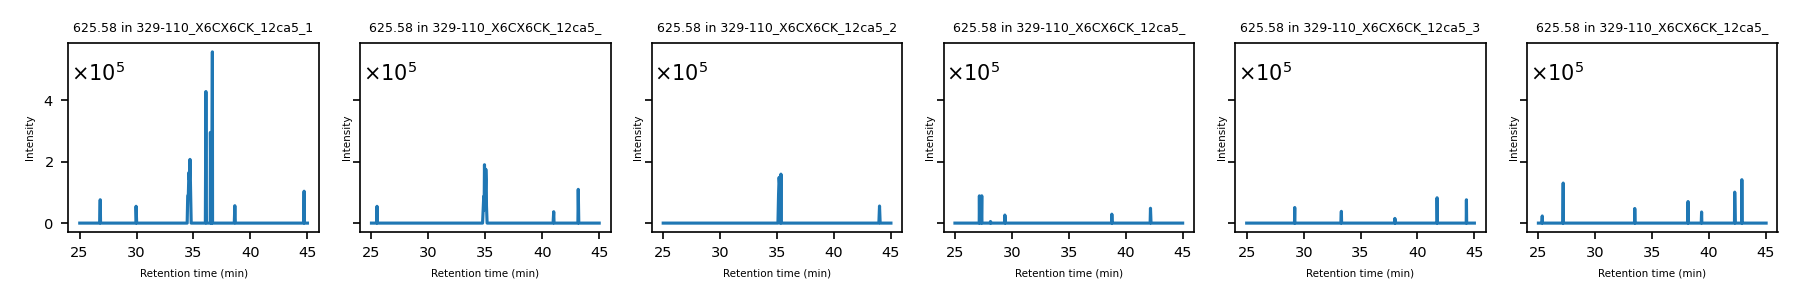 625.58 in 329-110_X6CX6CK_12ca5_1
625.58 in 329-110_X6CX6CK_12ca5_
625.58 in 329-110_X6CX6CK_12ca5_2
625.58 in 329-110_X6CX6CK_12ca5_
625.58 in 329-110_X6CX6CK_12ca5_3
625.58 in 329-110_X6CX6CK_12ca5_
×10⁵
×10⁵
×10⁵
×10⁵
×10⁵
×10⁵
4
2
0
Intensity
Intensity
Intensity
Intensity
Intensity
Intensity
25 30 35 40 45
25 30 35 40 45
25 30 35 40 45
25 30 35 40 45
25 30 35 40 45
25 30 35 40 45
Retention time (min)
Retention time (min)
Retention time (min)
Retention time (min)
Retention time (min)
Retention time (min)